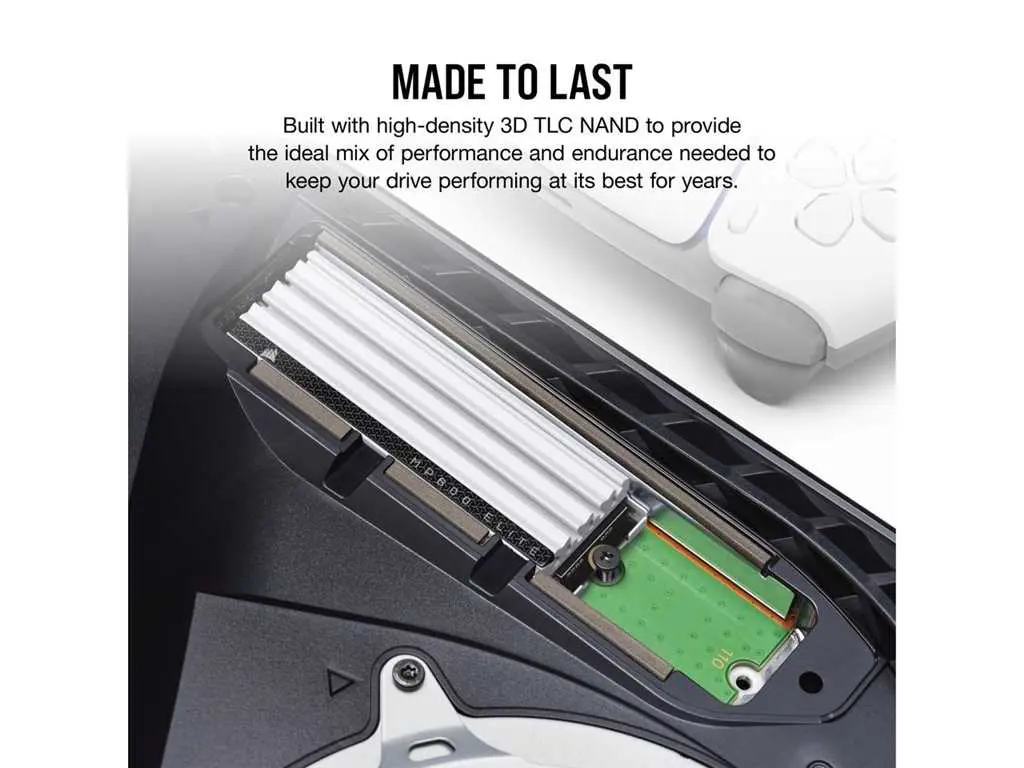 MADE TO LAST
Built with high-density 3D TLC NAND to provide
the ideal mix of performance and endurance needed to
keep your drive performing at its best for years.
MP600 ELITE
110